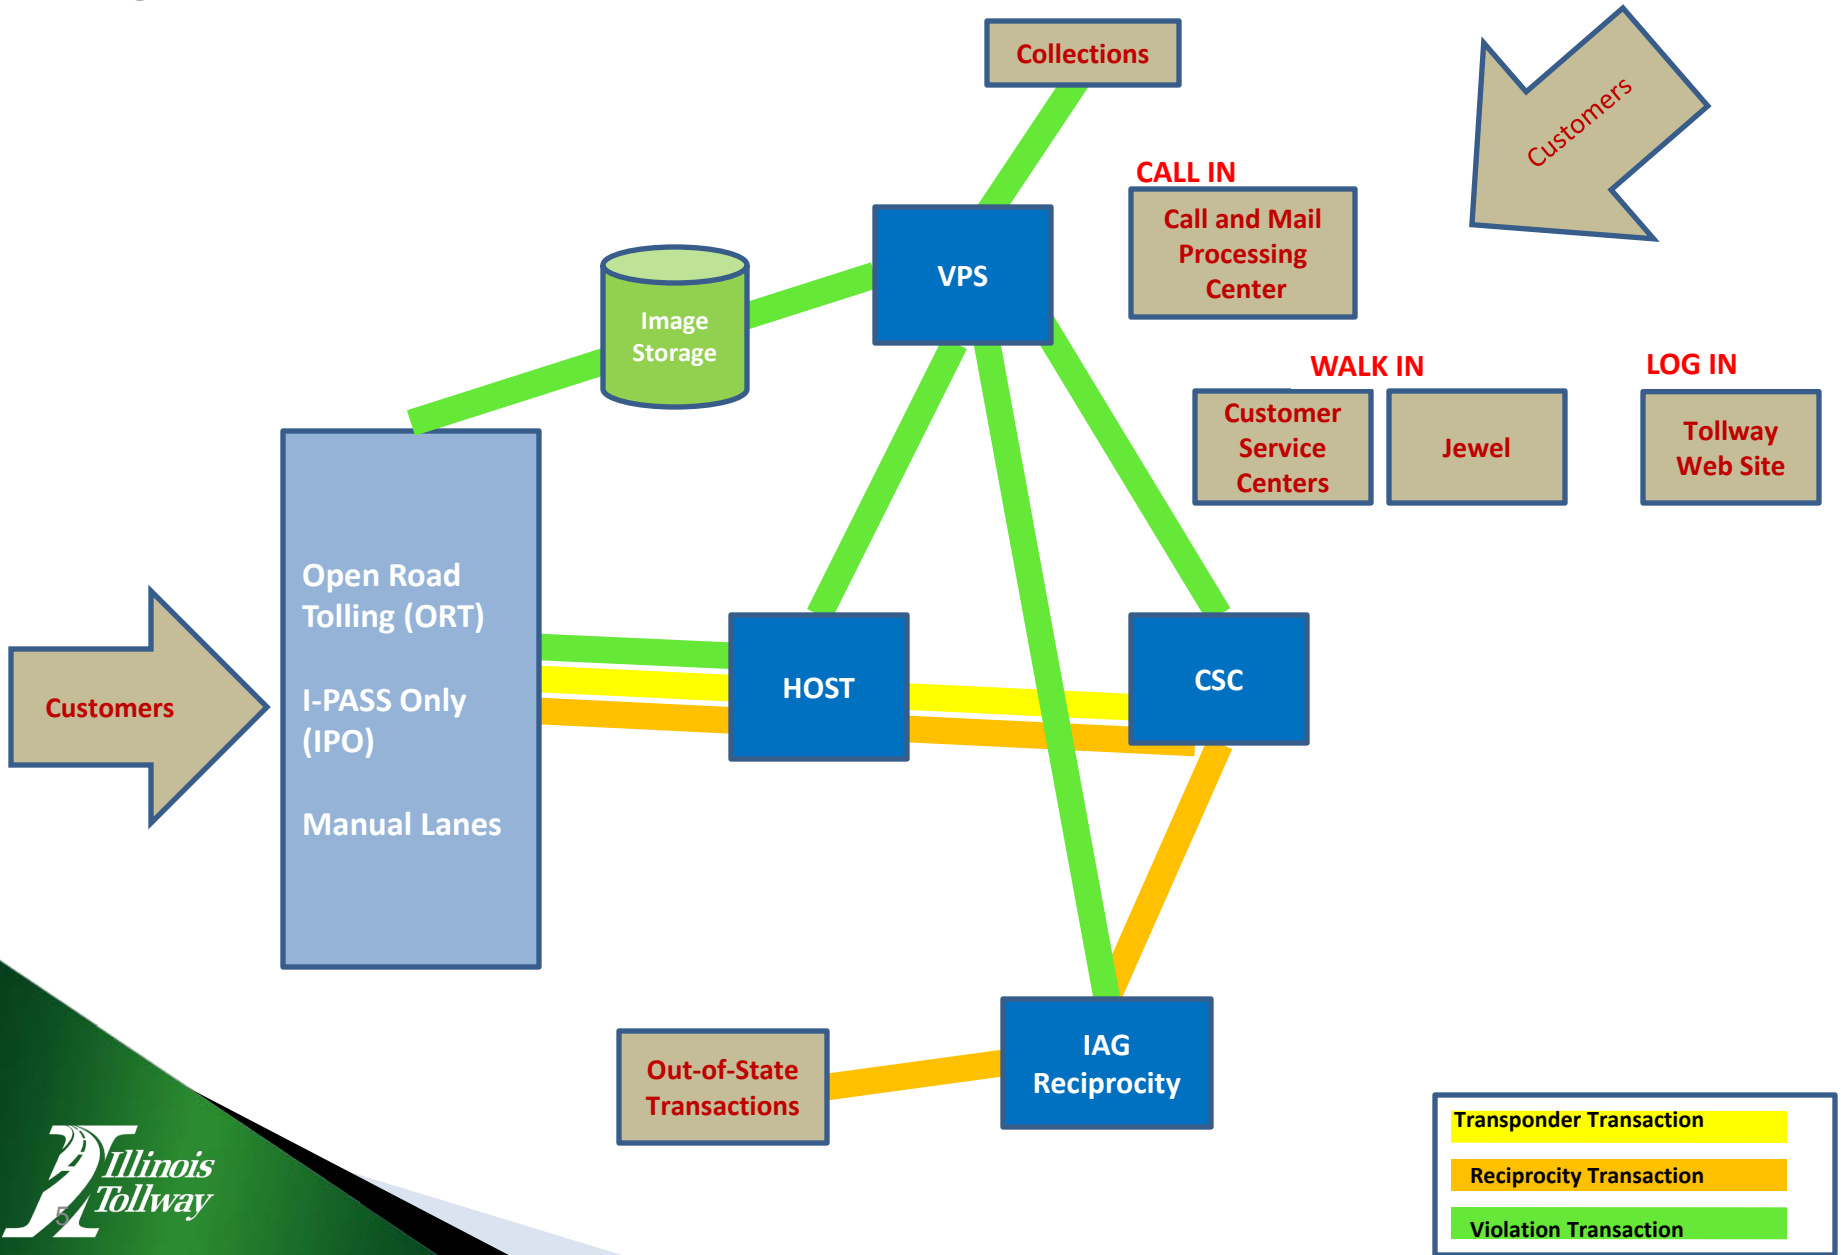 Collections
Customers
CALL IN
Call and Mail
Processing
Center
VPS
Image
Storage
WALK IN
LOG IN
Customer
Service
Centers
Jewel
Tollway
Web Site
Open Road
Tolling (ORT)
I-PASS Only
(IPO)
Manual Lanes
Customers
HOST
CSC
IAG
Reciprocity
Out-of-State
Transactions
Transponder Transaction
Reciprocity Transaction
Violation Transaction
Illinois
Tollway
5